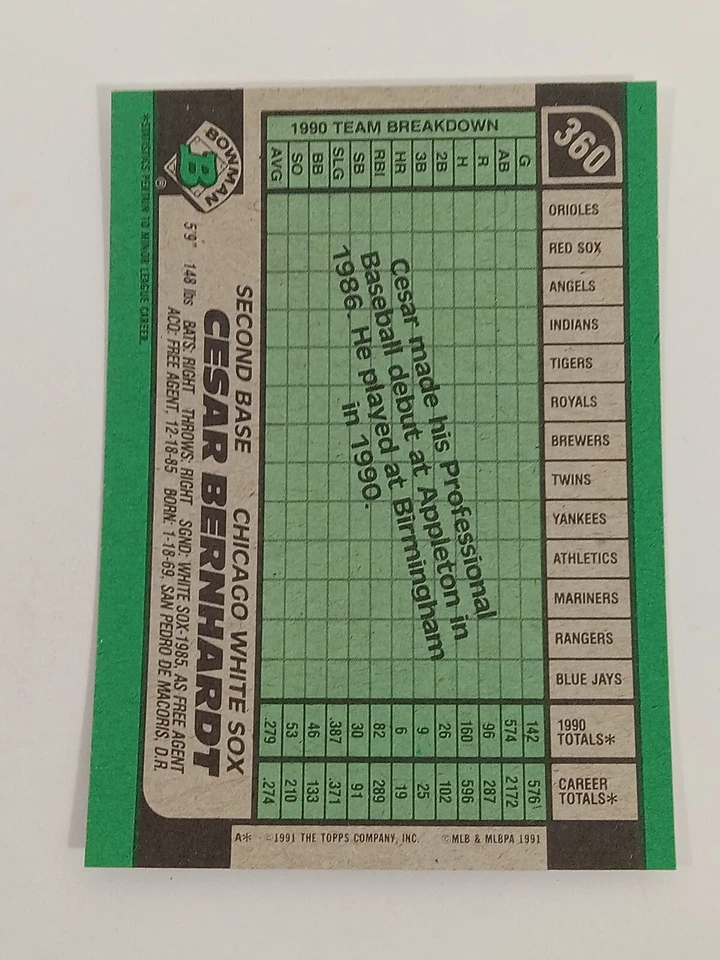 360
BOWMAN
B
®
SECOND BASE CHICAGO WHITE SOX
CESAR BERNHARDT
5'9" 148 lbs BATS: RIGHT THROWS: RIGHT SGND: WHITE SOX-1985, AS FREE AGENT
ACQ: FREE AGENT, 12-18-85 BORN: 1-18-69, SAN PEDRO DE MACORIS, D.R.
*STATISTICS PERTAIN TO MINOR LEAGUE CAREER.
1990 TEAM BREAKDOWN
G AB R H 2B 3B HR RBI SB SLG BB SO AVG
ORIOLES
RED SOX
ANGELS
INDIANS
TIGERS
ROYALS
BREWERS
TWINS
YANKEES
ATHLETICS
MARINERS
RANGERS
BLUE JAYS
Cesar made his Professional
Baseball debut at Appleton in
1986. He played at Birmingham
in 1990.
1990 TOTALS* 142 574 96 160 26 9 6 82 30 .387 46 53 .279
CAREER TOTALS* 576 2172 287 596 102 25 19 289 91 .371 133 210 .274
A* ©1991 THE TOPPS COMPANY, INC. ©MLB & MLBPA 1991